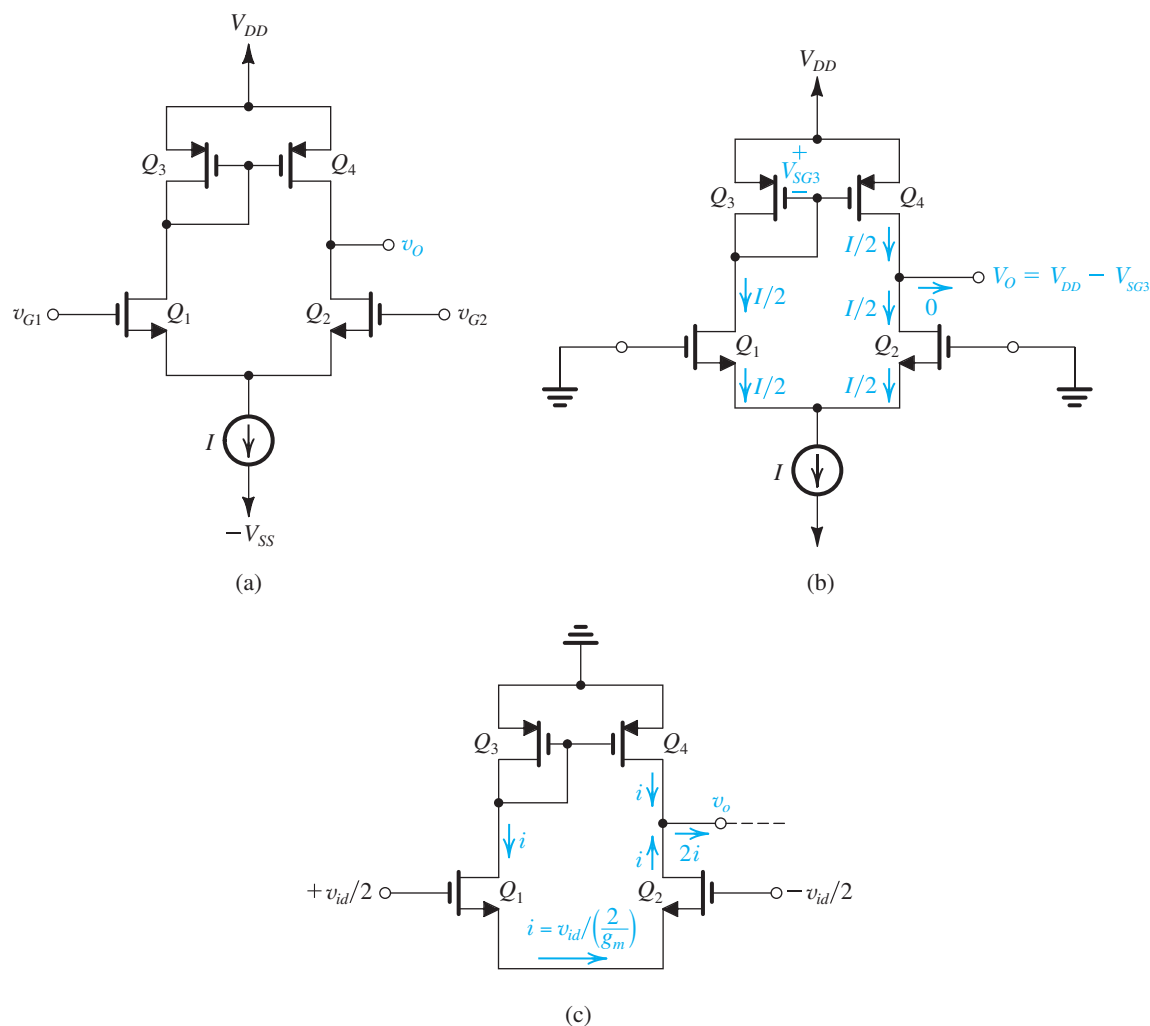 V_DD
Q_3
Q_4
v_O
v_G1
Q_1
Q_2
v_G2
I
−V_SS
(a)
V_DD
+
V_SG3
−
Q_3
Q_4
I/2
I/2
V_O = V_DD − V_SG3
0
I/2
Q_1
Q_2
I/2
I/2
I
(b)
Q_3
Q_4
i
v_o
i
i
2i
+v_id/2
Q_1
Q_2
−v_id/2
i = v_id/(2/g_m)
(c)